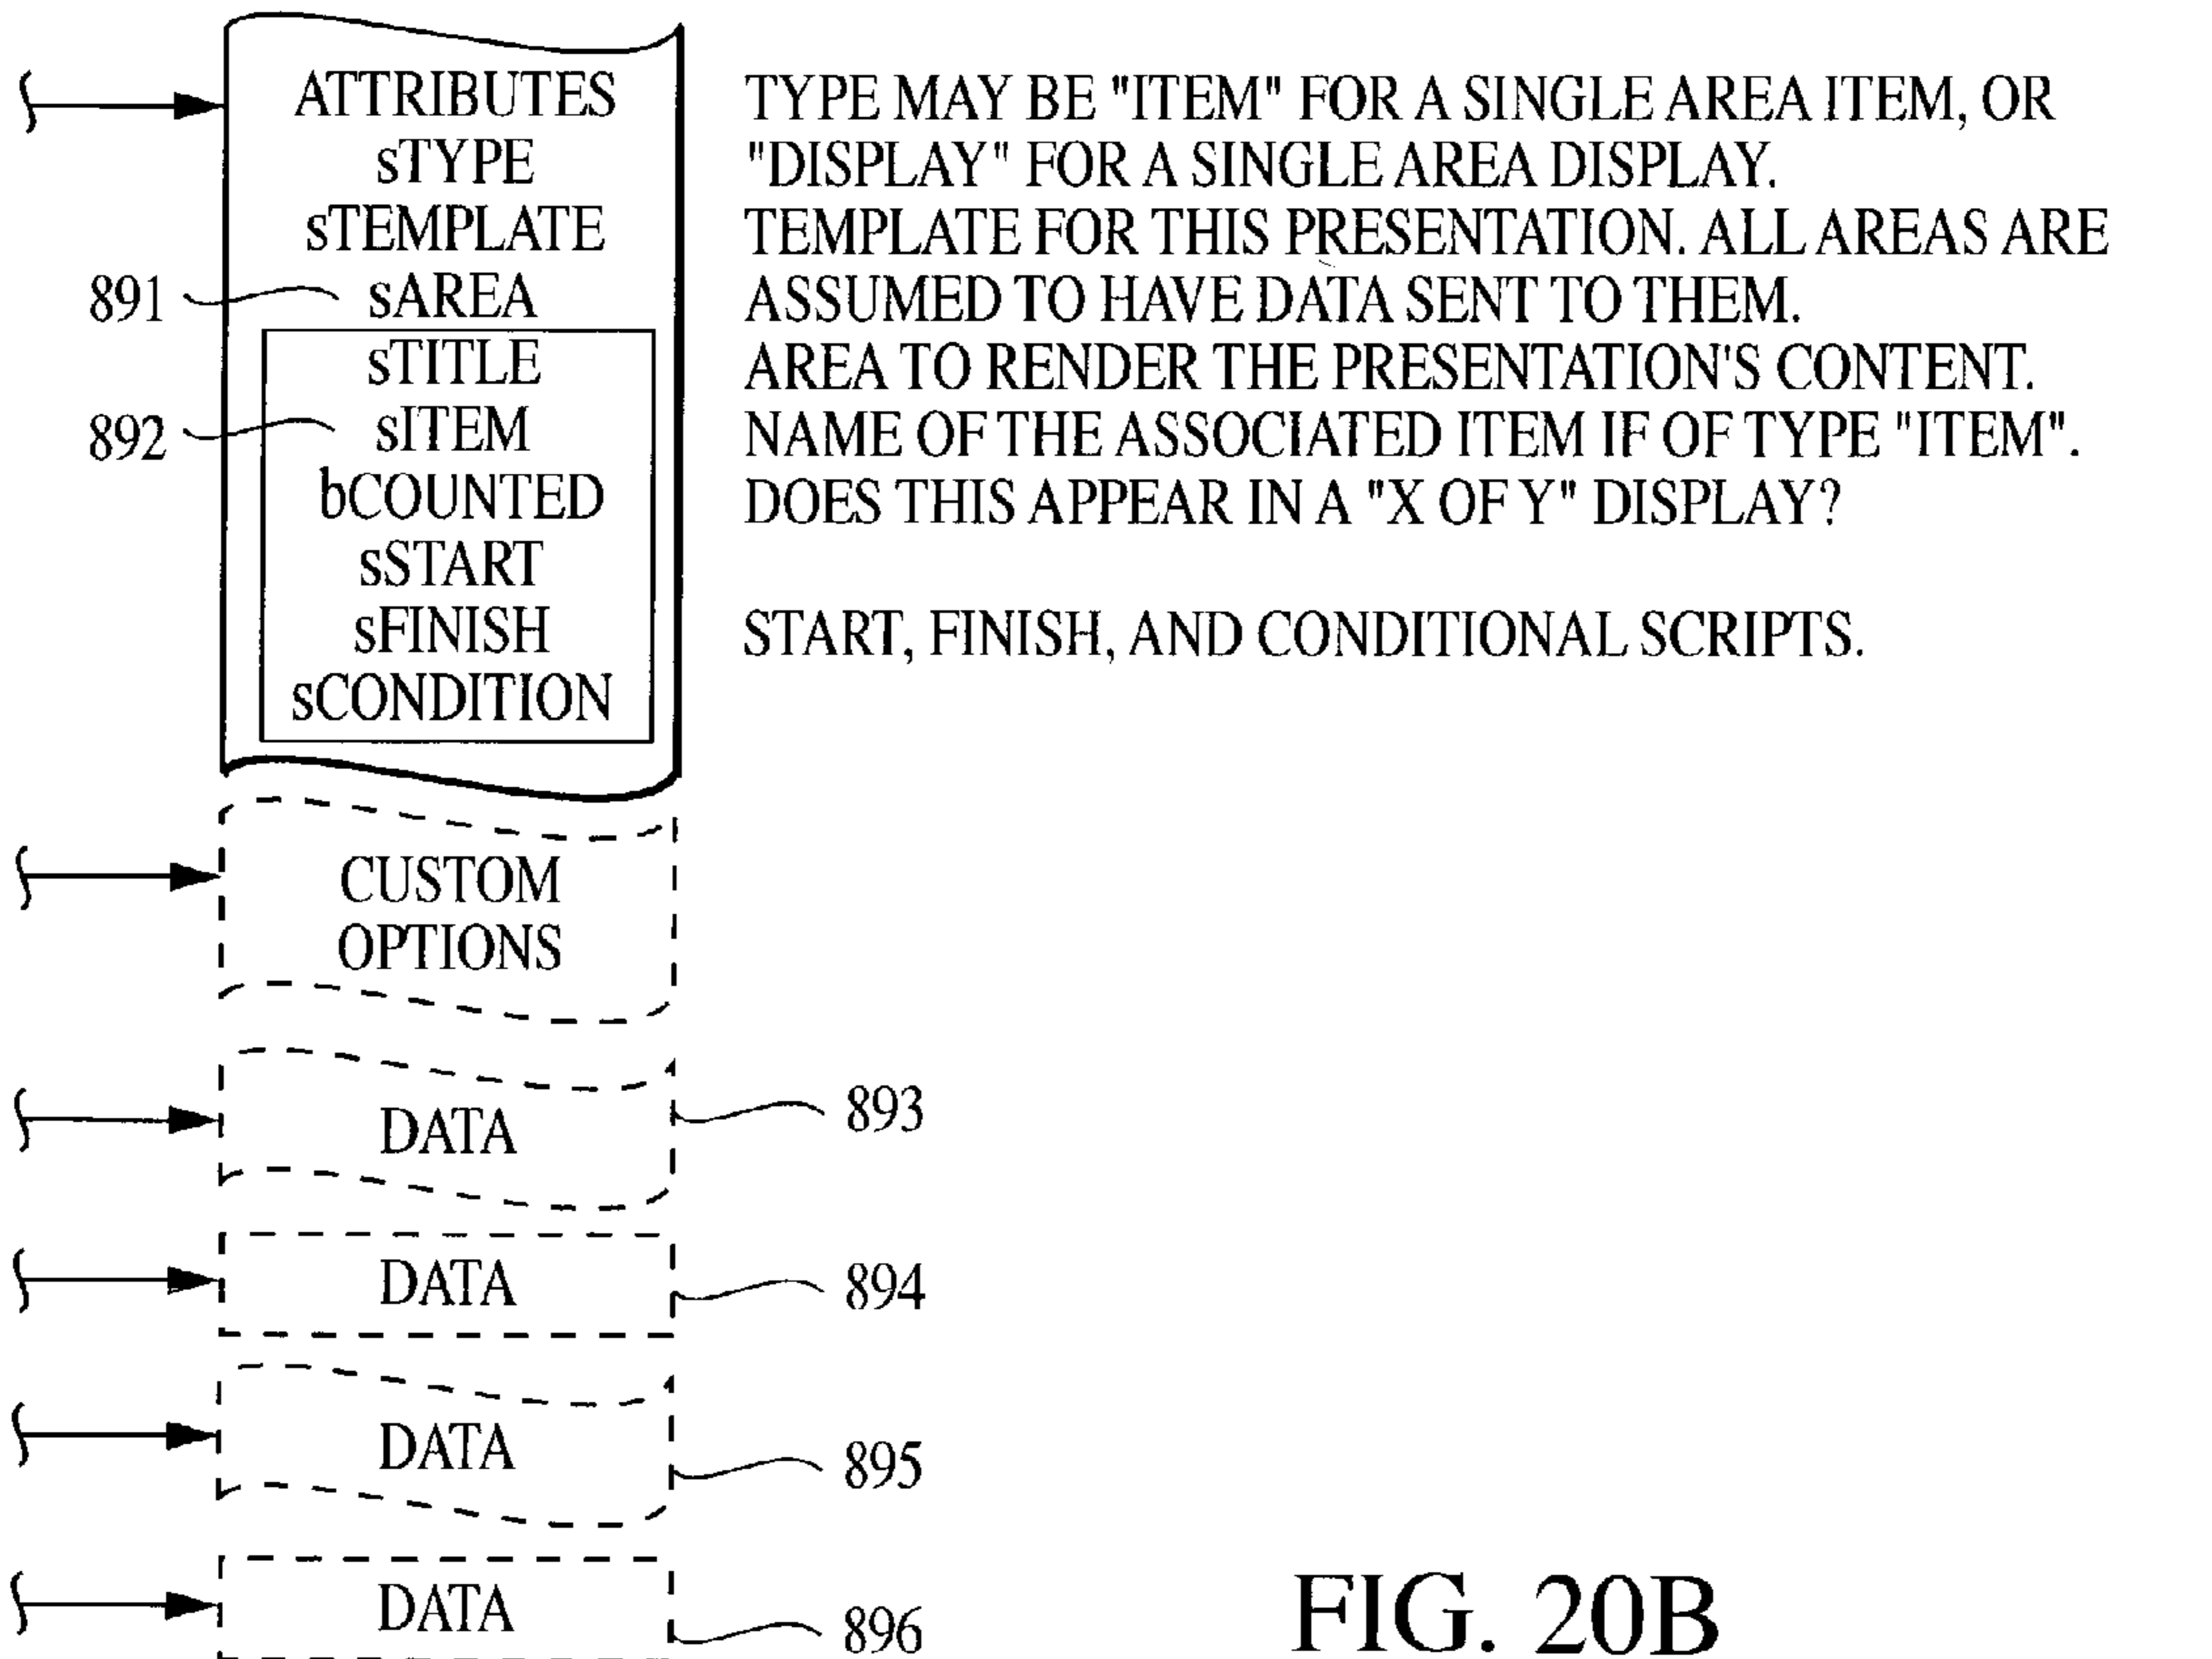 ATTRIBUTES
sTYPE
sTEMPLATE
891 sAREA
sTITLE
892 sITEM
bCOUNTED
sSTART
sFINISH
sCONDITION
TYPE MAY BE "ITEM" FOR A SINGLE AREA ITEM, OR
"DISPLAY" FOR A SINGLE AREA DISPLAY.
TEMPLATE FOR THIS PRESENTATION. ALL AREAS ARE
ASSUMED TO HAVE DATA SENT TO THEM.
AREA TO RENDER THE PRESENTATION'S CONTENT.
NAME OF THE ASSOCIATED ITEM IF OF TYPE "ITEM".
DOES THIS APPEAR IN A "X OF Y" DISPLAY?
START, FINISH, AND CONDITIONAL SCRIPTS.
CUSTOM
OPTIONS
DATA 893
DATA 894
DATA 895
DATA 896
FIG. 20B